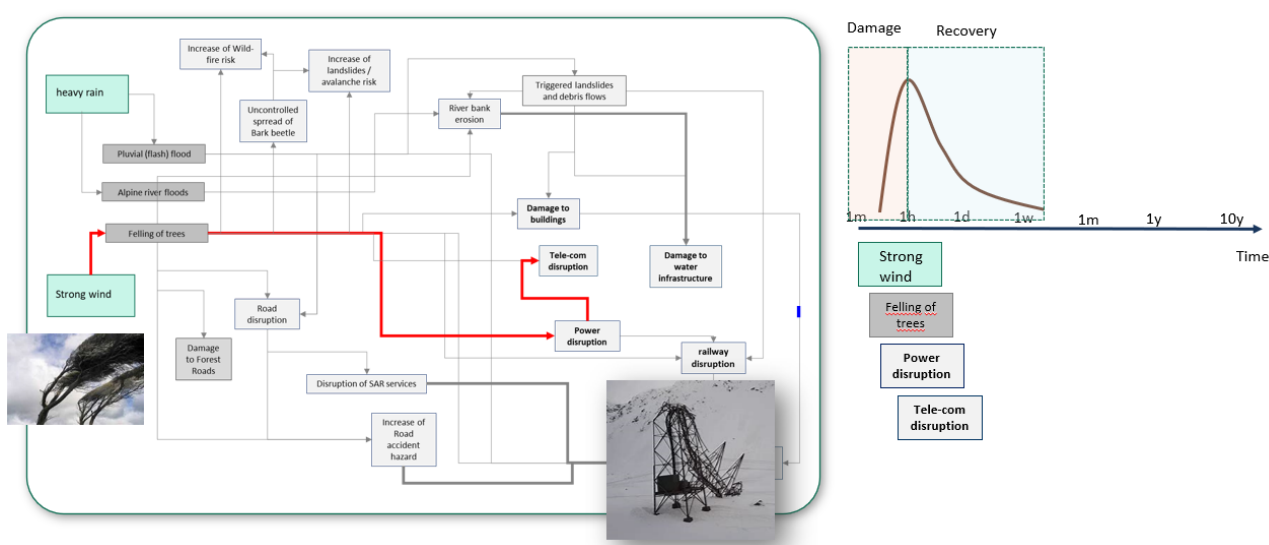 Increase of Wild-
fire risk
Increase of
landslides /
avalanche risk
heavy rain
Uncontrolled
sprread of
Bark beetle
River bank
erosion
Triggered landslides
and debris flows
Pluvial (flash) flood
Alpine river floods
Felling of trees
Strong wind
Damage to
buildings
Tele-com
disruption
Damage to
water
infrastructure
Road
disruption
Power
disruption
railway
disruption
Damage
to Forest
Roads
Disruption of SAR services
Increase of
Road
accident
hazard
Damage
Recovery
1m
1h
1d
1w
1m
1y
10y
Time
Strong
wind
Felling of
trees
Power
disruption
Tele-com
disruption